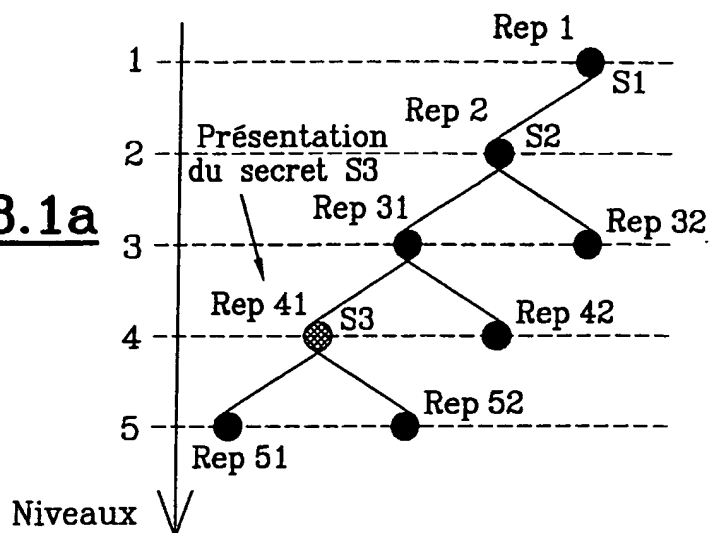 Rep 1
1
S1
Rep 2
S2
Présentation
du secret S3
2
3.1a
Rep 31
Rep 32
3
Rep 41
S3
Rep 42
4
Rep 52
5
Rep 51
Niveaux